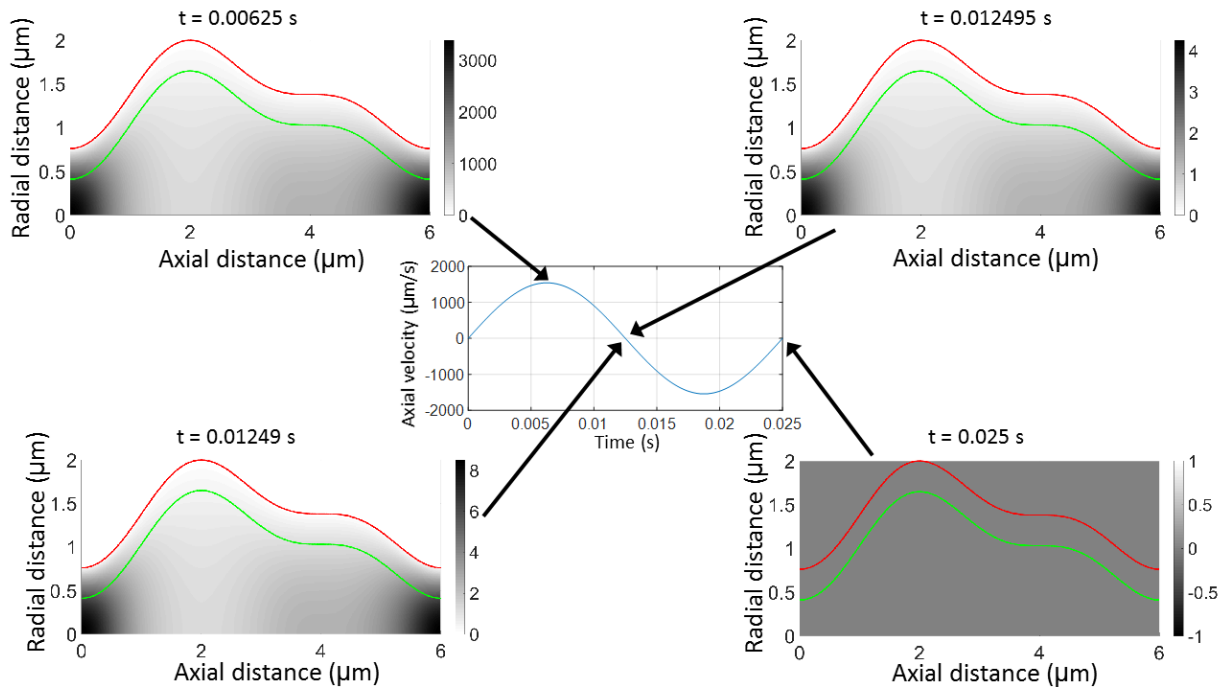 t = 0.00625 s
Radial distance (µm)
2
1.5
1
0.5
0
0 2 4 6
Axial distance (µm)
3000
2000
1000
0
t = 0.012495 s
Radial distance (µm)
2
1.5
1
0.5
0
0 2 4 6
Axial distance (µm)
4
3
2
1
0
Axial velocity (µm/s)
2000
1000
0
-1000
-2000
0 0.005 0.01 0.015 0.02 0.025
Time (s)
t = 0.01249 s
Radial distance (µm)
2
1.5
1
0.5
0
0 2 4 6
Axial distance (µm)
8
6
4
2
0
t = 0.025 s
Radial distance (µm)
2
1.5
1
0.5
0
0 2 4 6
Axial distance (µm)
1
0.5
0
-0.5
-1